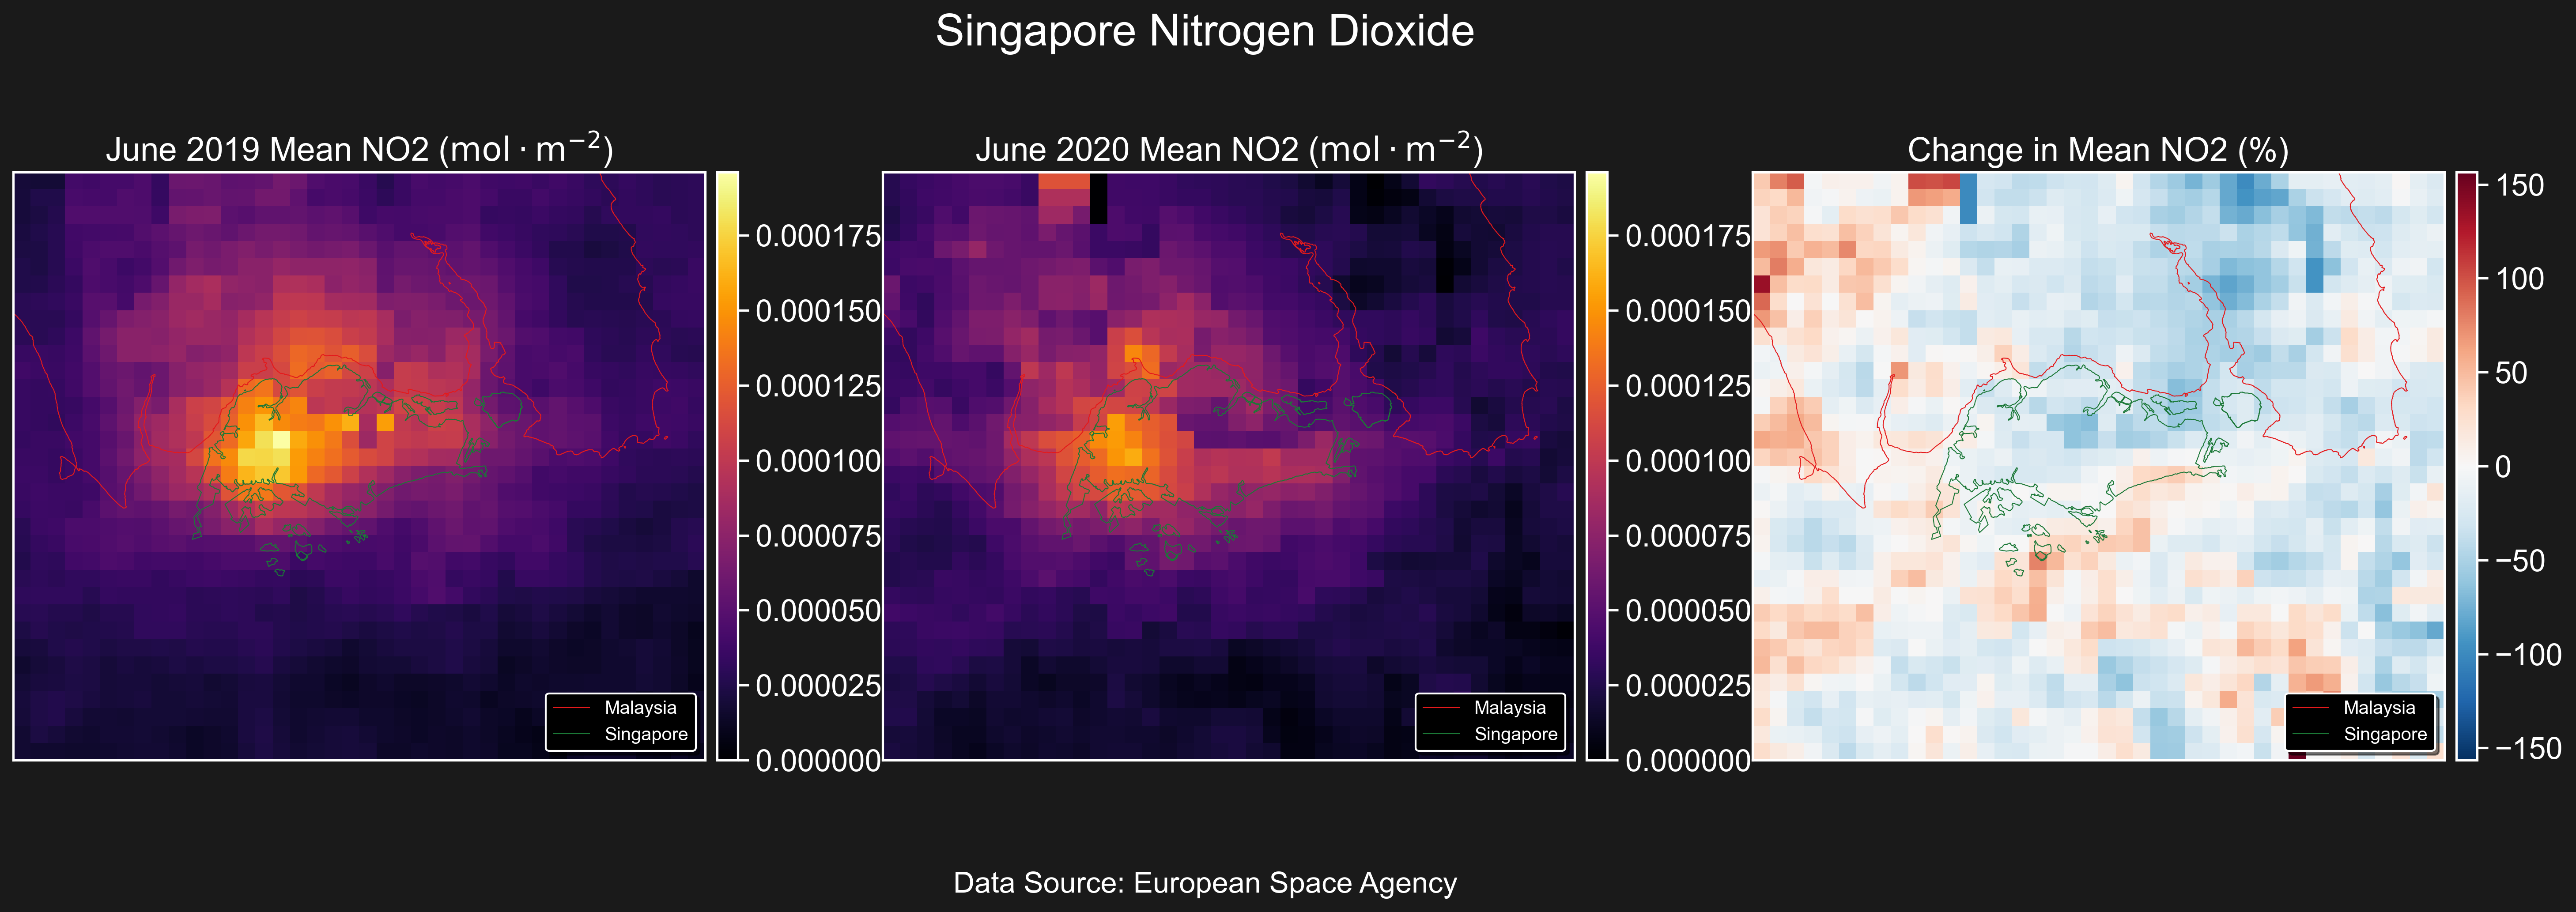 Singapore Nitrogen Dioxide
June 2019 Mean NO2 (mol · m⁻²)
0.000175
0.000150
0.000125
0.000100
0.000075
0.000050
0.000025
0.000000
Malaysia
Singapore
June 2020 Mean NO2 (mol · m⁻²)
0.000175
0.000150
0.000125
0.000100
0.000075
0.000050
0.000025
0.000000
Malaysia
Singapore
Change in Mean NO2 (%)
150
100
50
0
−50
−100
−150
Malaysia
Singapore
Data Source: European Space Agency